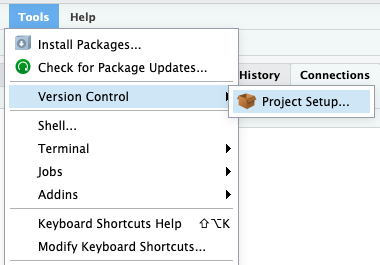 Tools Help
Install Packages...
Check for Package Updates...
History Connections
Version Control
Project Setup...
Shell...
Terminal
Jobs
Addins
Keyboard Shortcuts Help ⇧⌥K
Modify Keyboard Shortcuts...